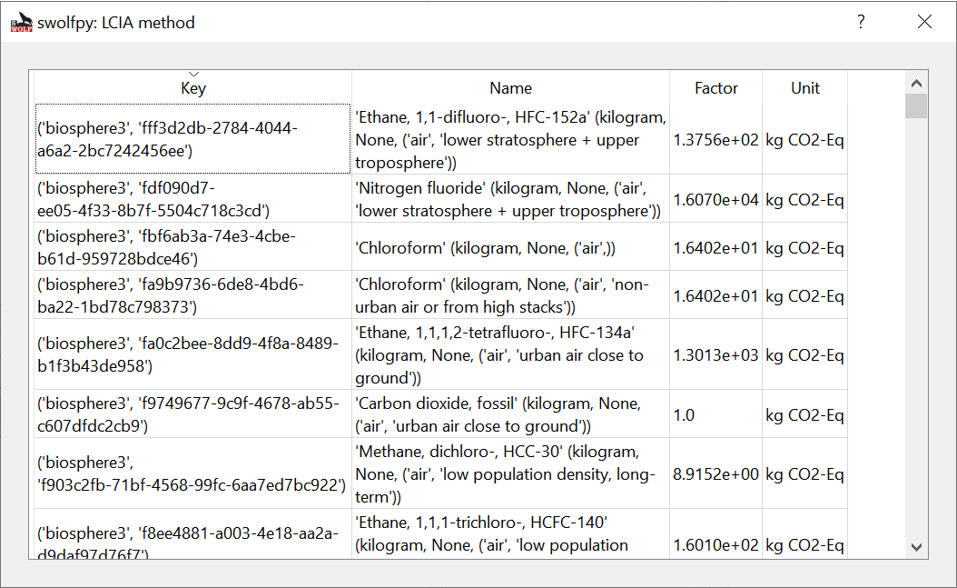 swolfpy: LCIA method
?
Key Name Factor Unit
('biosphere3', 'fff3d2db-2784-4044-
a6a2-2bc7242456ee')
'Ethane, 1,1-difluoro-, HFC-152a' (kilogram,
None, ('air', 'lower stratosphere + upper
troposphere'))
1.3756e+02 kg CO2-Eq
('biosphere3', 'fdf090d7-
ee05-4f33-8b7f-5504c718c3cd')
'Nitrogen fluoride' (kilogram, None, ('air',
'lower stratosphere + upper troposphere'))
1.6070e+04 kg CO2-Eq
('biosphere3', 'fbf6ab3a-74e3-4cbe-
b61d-959728bdce46')
'Chloroform' (kilogram, None, ('air',))
1.6402e+01 kg CO2-Eq
('biosphere3', 'fa9b9736-6de8-4bd6-
ba22-1bd78c798373')
'Chloroform' (kilogram, None, ('air', 'non-
urban air or from high stacks'))
1.6402e+01 kg CO2-Eq
('biosphere3', 'fa0c2bee-8dd9-4f8a-8489-
b1f3b43de958')
'Ethane, 1,1,1,2-tetrafluoro-, HFC-134a'
(kilogram, None, ('air', 'urban air close to
ground'))
1.3013e+03 kg CO2-Eq
('biosphere3', 'f9749677-9c9f-4678-ab55-
c607dfdc2cb9')
'Carbon dioxide, fossil' (kilogram, None,
('air', 'urban air close to ground'))
1.0 kg CO2-Eq
('biosphere3',
'f903c2fb-71bf-4568-99fc-6aa7ed7bc922')
'Methane, dichloro-, HCC-30' (kilogram,
None, ('air', 'low population density, long-
term'))
8.9152e+00 kg CO2-Eq
('biosphere3', 'f8ee4881-a003-4e18-aa2a-
d9daf97d76f7')
'Ethane, 1,1,1-trichloro-, HCFC-140'
(kilogram, None, ('air', 'low population
1.6010e+02 kg CO2-Eq